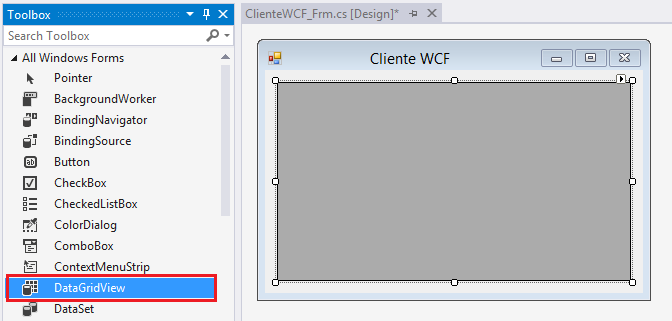 Toolbox
Search Toolbox
All Windows Forms
Pointer
BackgroundWorker
BindingNavigator
BindingSource
Button
CheckBox
CheckedListBox
ColorDialog
ComboBox
ContextMenuStrip
DataGridView
DataSet
ClienteWCF_Frm.cs [Design]*
Cliente WCF